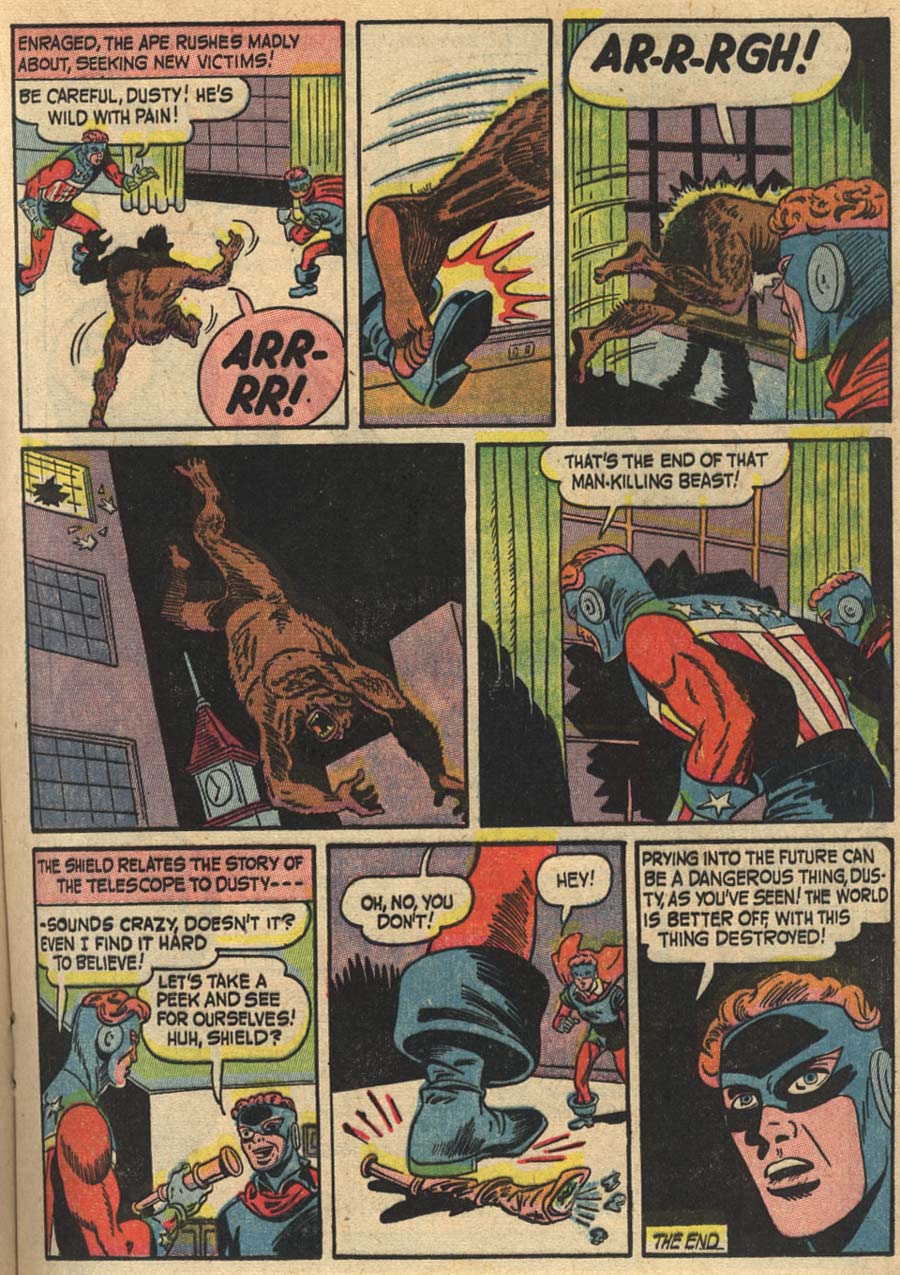 ENRAGED, THE APE RUSHES MADLY
ABOUT, SEEKING NEW VICTIMS!
BE CAREFUL, DUSTY! HE'S
WILD WITH PAIN!
ARR-
RR!
AR-R-RGH!
THAT'S THE END OF THAT
MAN-KILLING BEAST!
THE SHIELD RELATES THE STORY OF
THE TELESCOPE TO DUSTY---
-SOUNDS CRAZY, DOESN'T IT?
EVEN I FIND IT HARD
TO BELIEVE!
LET'S TAKE A
PEEK AND SEE
FOR OURSELVES!
HUH, SHIELD?
OH, NO, YOU
DON'T!
HEY!
PRYING INTO THE FUTURE CAN
BE A DANGEROUS THING, DUS-
TY, AS YOU'VE SEEN! THE WORLD
IS BETTER OFF, WITH THIS
THING DESTROYED!
THE END